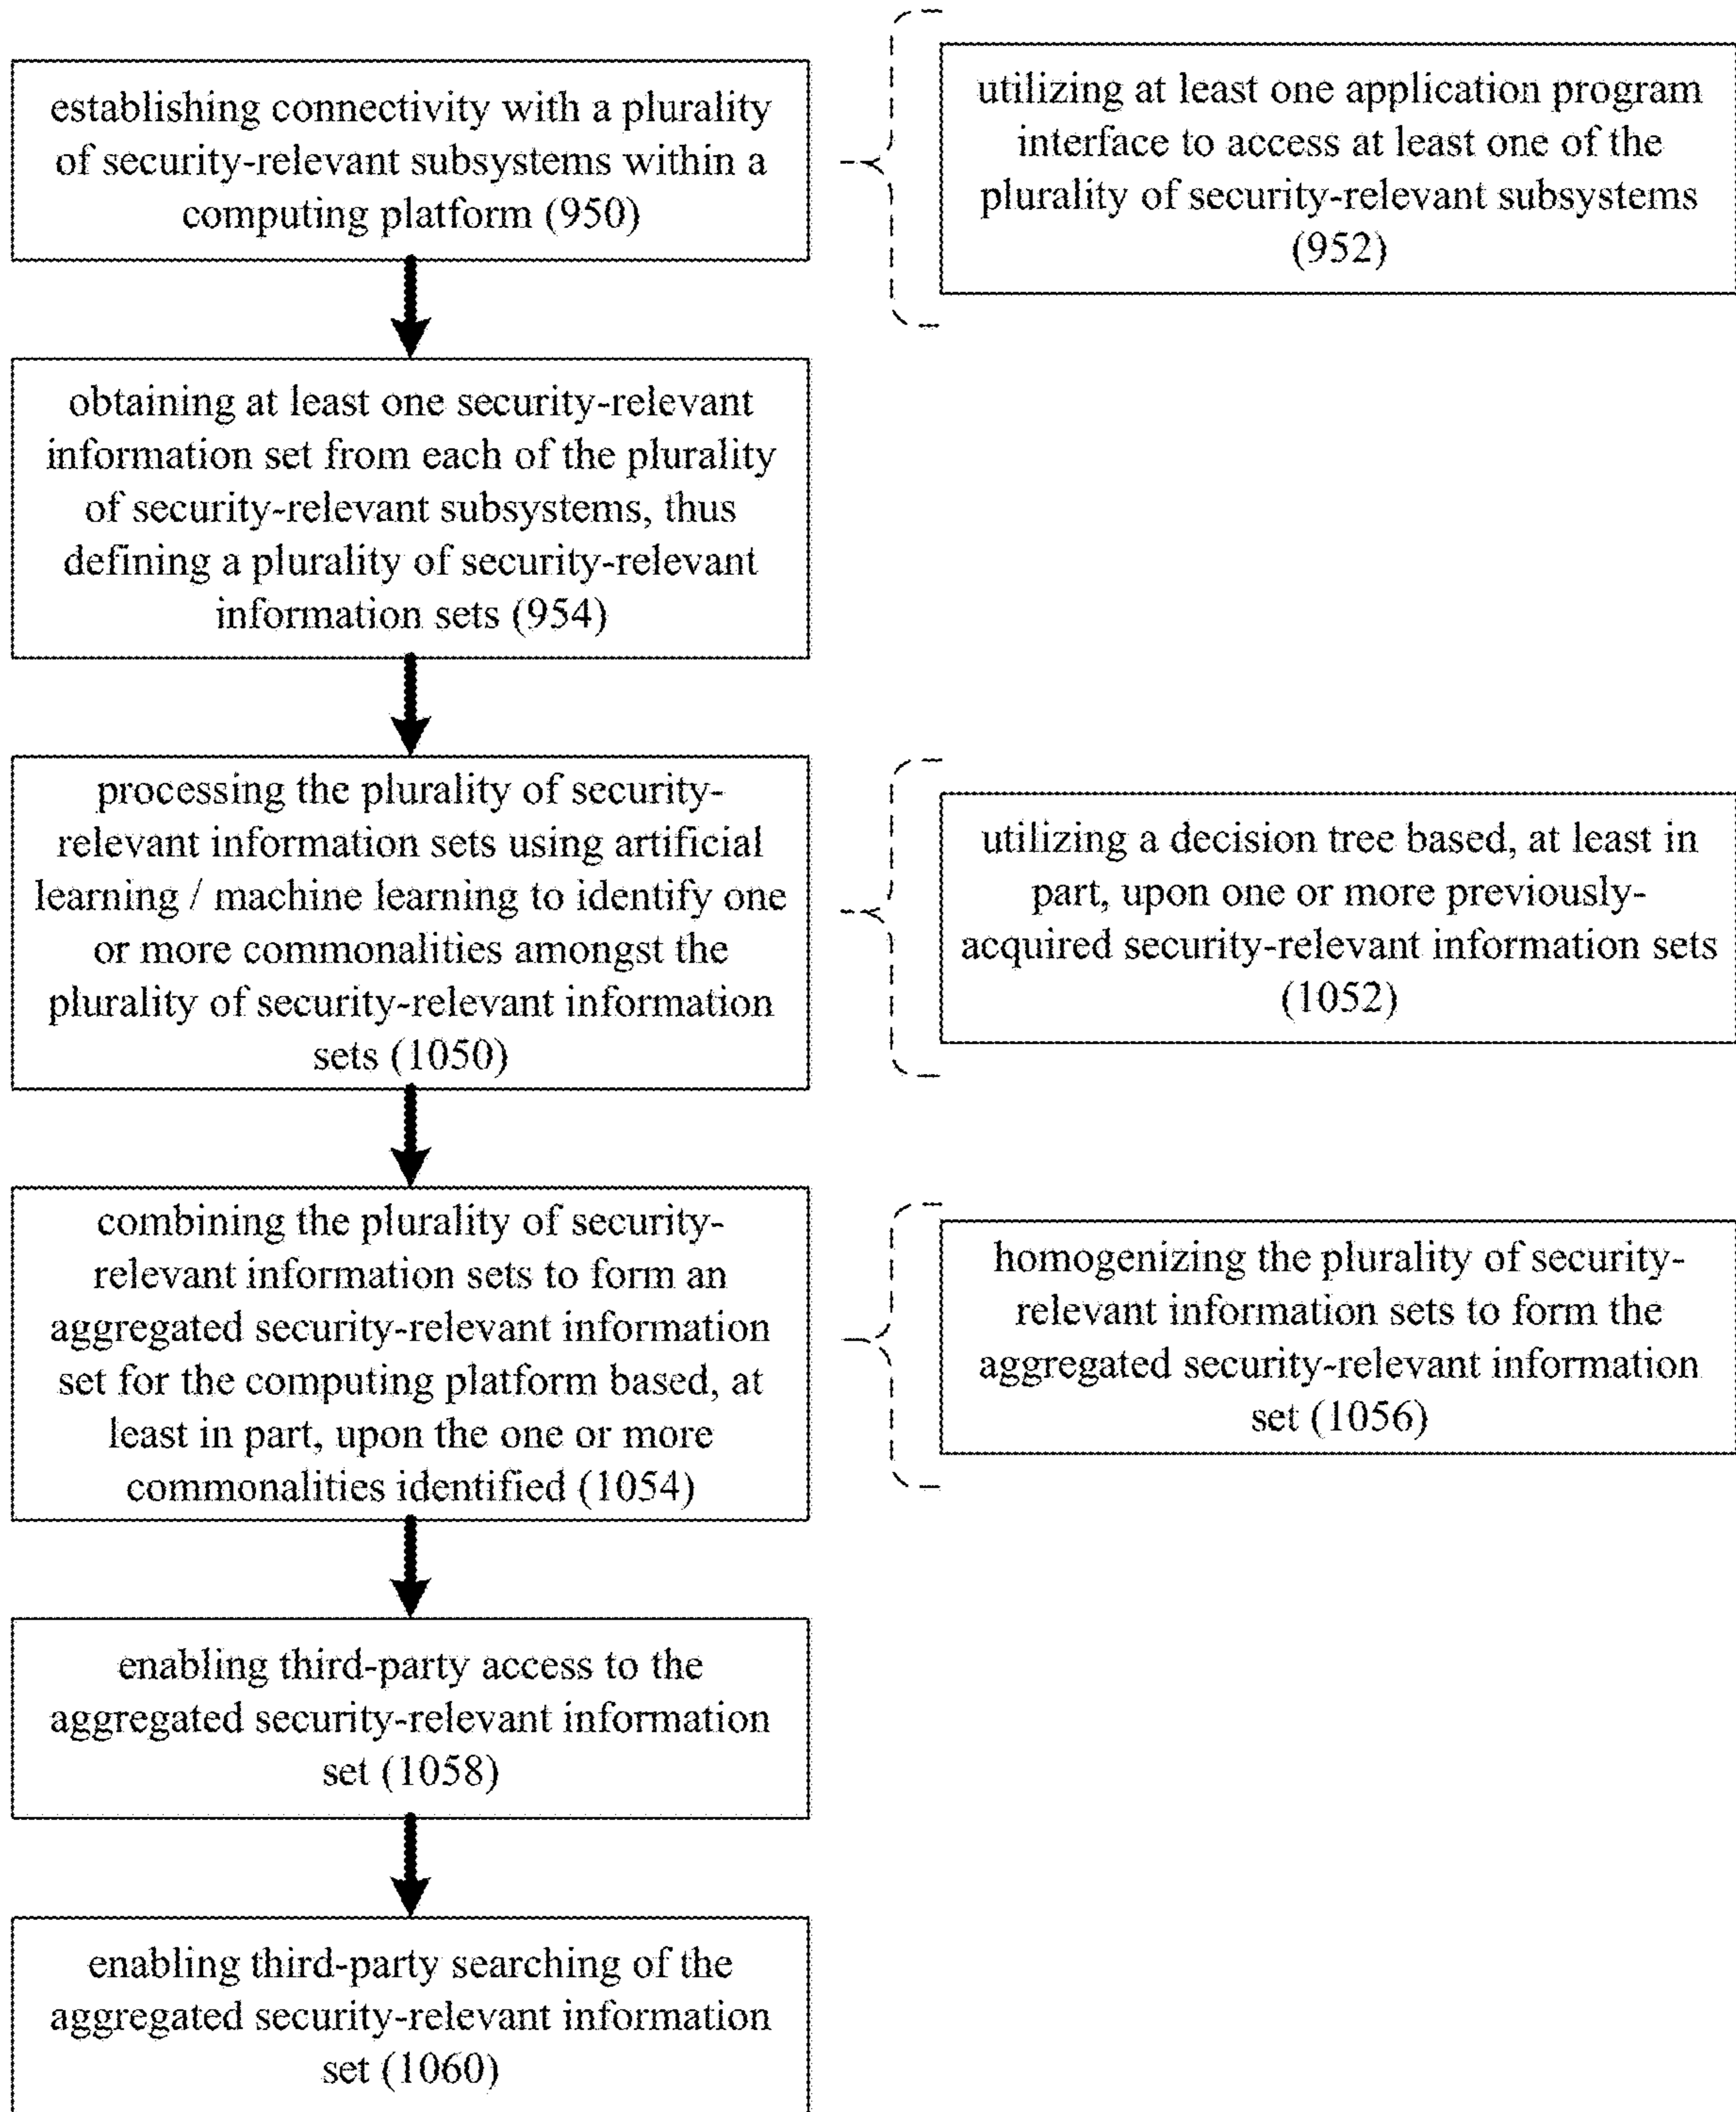 establishing connectivity with a plurality
of security-relevant subsystems within a
computing platform (950)
utilizing at least one application program
interface to access at least one of the
plurality of security-relevant subsystems
(952)
obtaining at least one security-relevant
information set from each of the plurality
of security-relevant subsystems, thus
defining a plurality of security-relevant
information sets (954)
processing the plurality of security-
relevant information sets using artificial
learning / machine learning to identify one
or more commonalities amongst the
plurality of security-relevant information
sets (1050)
utilizing a decision tree based, at least in
part, upon one or more previously-
acquired security-relevant information sets
(1052)
combining the plurality of security-
relevant information sets to form an
aggregated security-relevant information
set for the computing platform based, at
least in part, upon the one or more
commonalities identified (1054)
homogenizing the plurality of security-
relevant information sets to form the
aggregated security-relevant information
set (1056)
enabling third-party access to the
aggregated security-relevant information
set (1058)
enabling third-party searching of the
aggregated security-relevant information
set (1060)